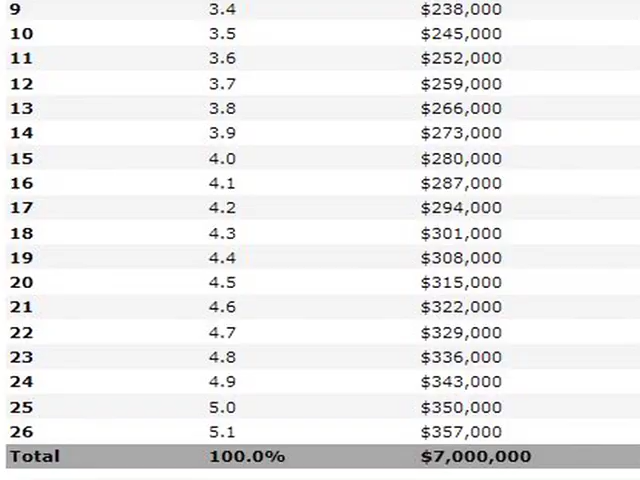 9 3.4 $238,000
10 3.5 $245,000
11 3.6 $252,000
12 3.7 $259,000
13 3.8 $266,000
14 3.9 $273,000
15 4.0 $280,000
16 4.1 $287,000
17 4.2 $294,000
18 4.3 $301,000
19 4.4 $308,000
20 4.5 $315,000
21 4.6 $322,000
22 4.7 $329,000
23 4.8 $336,000
24 4.9 $343,000
25 5.0 $350,000
26 5.1 $357,000
Total 100.0% $7,000,000